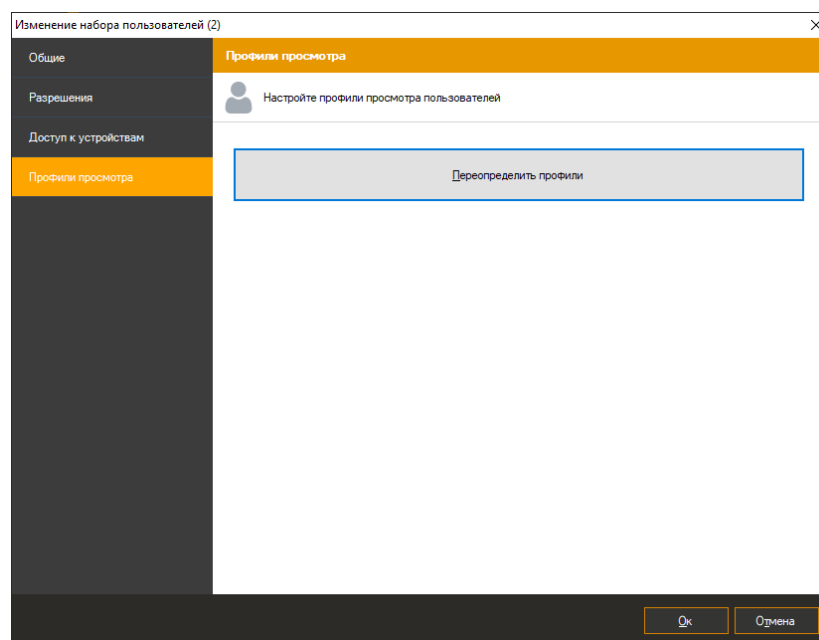 Изменение набора пользователей (2)
Общие
Разрешения
Доступ к устройствам
Профили просмотра
Профили просмотра
Настройте профили просмотра пользователей
Переопределить профили
Ок
Отмена